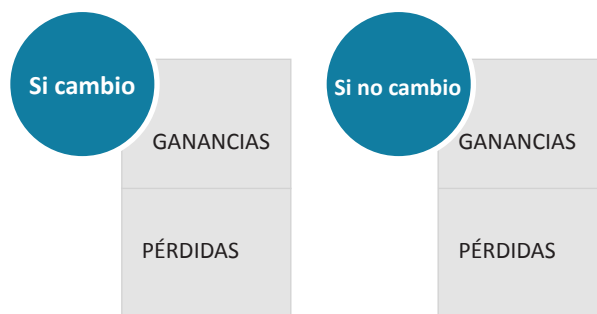 Si cambio
GANANCIAS
PÉRDIDAS
Si no cambio
GANANCIAS
PÉRDIDAS